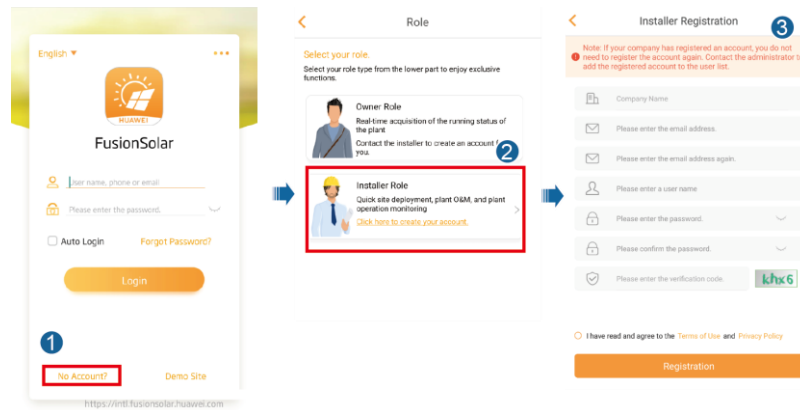 English ▼
HUAWEI
FusionSolar
User name, phone or email
Please enter the password.
Auto Login
Forgot Password?
Login
1
No Account?
Demo Site
https://intl.fusionsolar.huawei.com
Role
Select your role.
Select your role type from the lower part to enjoy exclusive
functions.
Owner Role
Real-time acquisition of the running status of
the plant
Contact the installer to create an account
you.
2
Installer Role
Quick site deployment, plant O&M, and plant
operation monitoring
Click here to create your account.
Installer Registration
3
Note: If your company has registered an account, you do not
need to register the account again. Contact the administrator to
add the registered account to the user list.
Company Name
Please enter the email address.
Please enter the email address again.
Please enter a user name
Please enter the password.
Please confirm the password.
Please enter the verification code.
khx6
I have read and agree to the Terms of Use and Privacy Policy
Registration